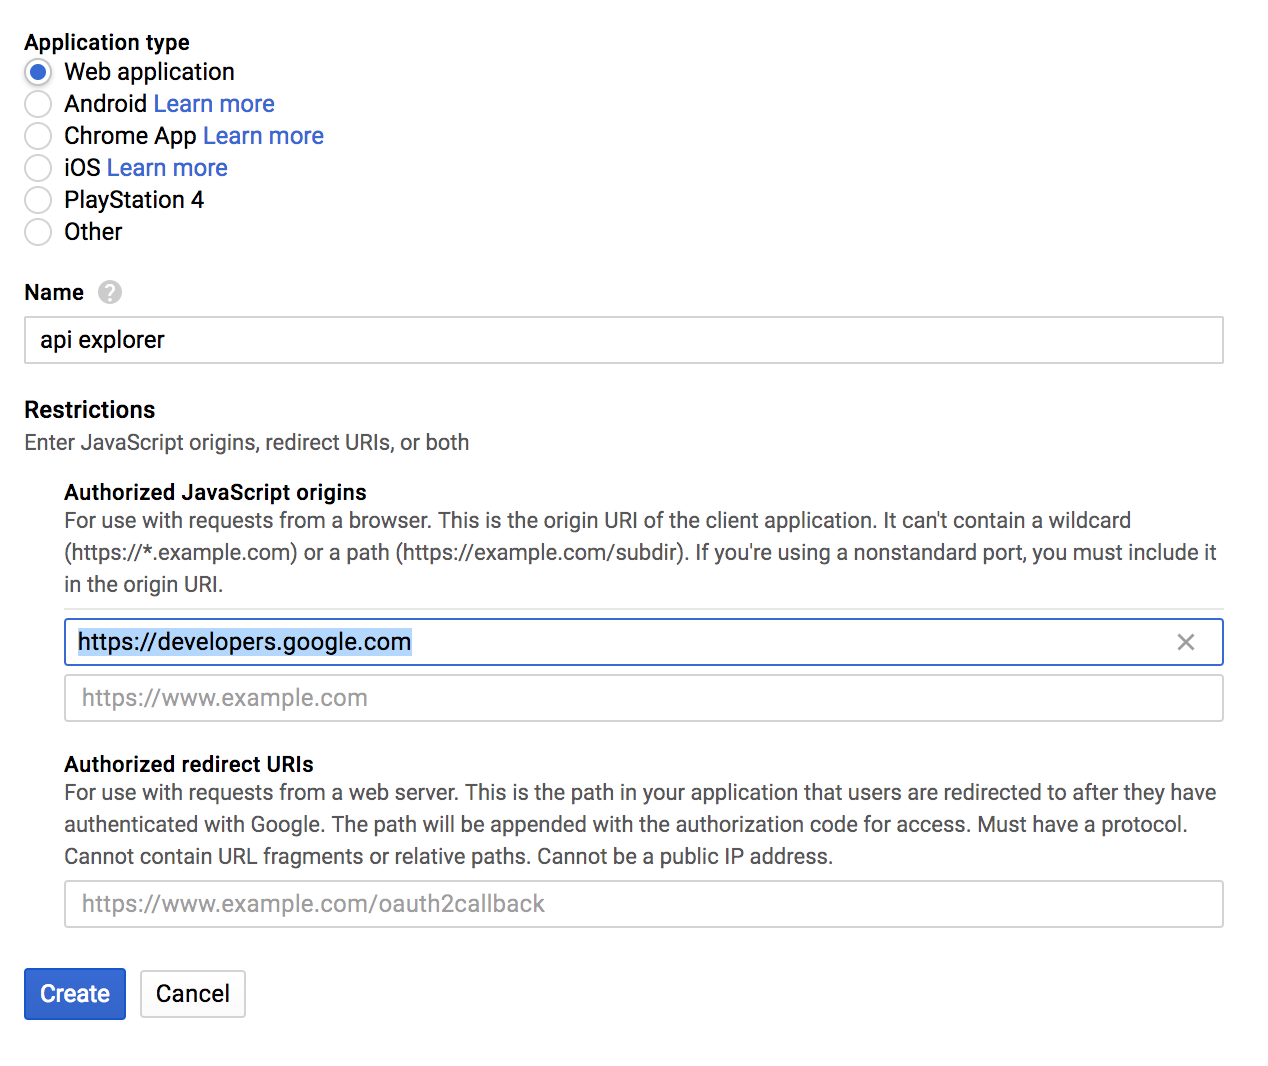 Application type
Web application
Android Learn more
Chrome App Learn more
iOS Learn more
PlayStation 4
Other
Name ?
api explorer
Restrictions
Enter JavaScript origins, redirect URIs, or both
Authorized JavaScript origins
For use with requests from a browser. This is the origin URI of the client application. It can't contain a wildcard
(https://*.example.com) or a path (https://example.com/subdir). If you're using a nonstandard port, you must include it
in the origin URI.
https://developers.google.com
https://www.example.com
Authorized redirect URIs
For use with requests from a web server. This is the path in your application that users are redirected to after they have
authenticated with Google. The path will be appended with the authorization code for access. Must have a protocol.
Cannot contain URL fragments or relative paths. Cannot be a public IP address.
https://www.example.com/oauth2callback
Create Cancel